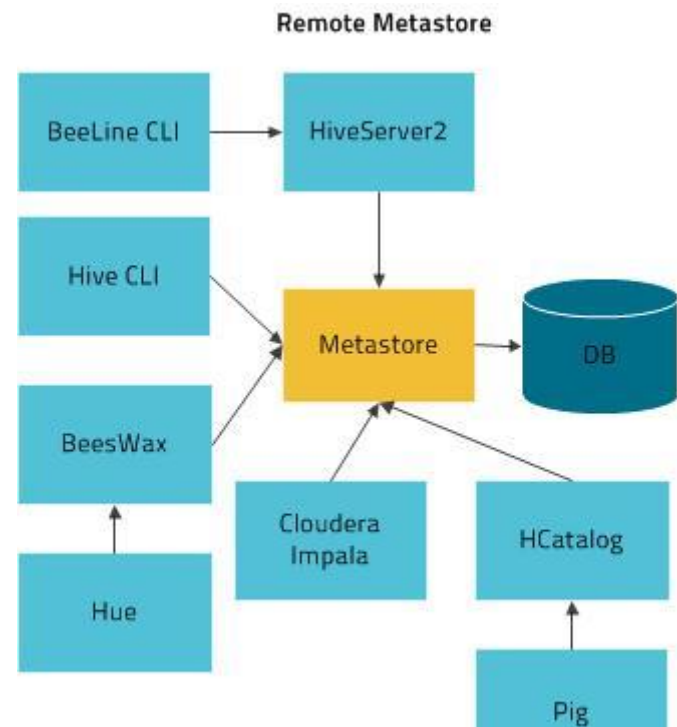 Remote Metastore
BeeLine CLI
HiveServer2
Hive CLI
Metastore
DB
BeesWax
Cloudera
Impala
HCatalog
Hue
Pig